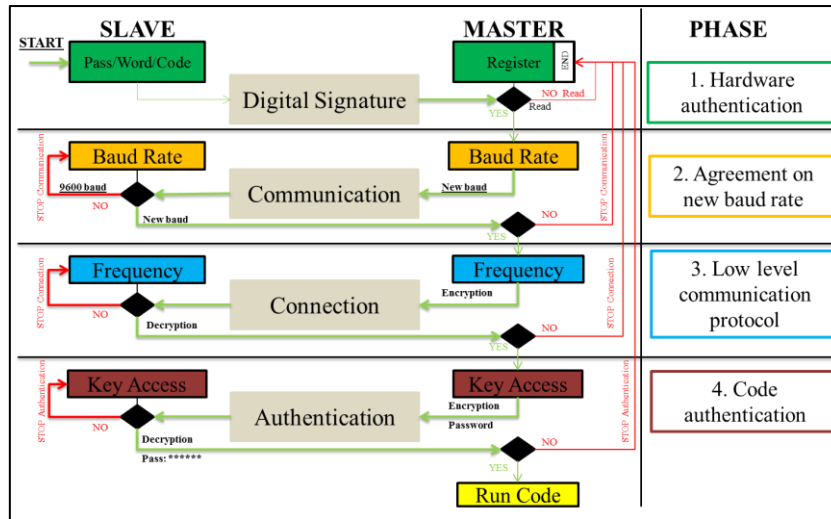 SLAVE
MASTER
PHASE
START
Pass/Word/Code
Register
END
1. Hardware
authentication
Digital Signature
NO Read
Read
YES
STOP Communication
Baud Rate
Baud Rate
STOP Communication
2. Agreement on
new baud rate
9600 baud
Communication
New baud
NO
New baud
NO
YES
STOP Connection
Frequency
Frequency
STOP Connection
3. Low level
communication
protocol
Connection
Encryption
NO
Decryption
NO
YES
STOP Authentication
Key Access
Key Access
STOP Authentication
4. Code
authentication
Authentication
Encryption
Password
NO
Decryption
Pass: ******
NO
YES
Run Code